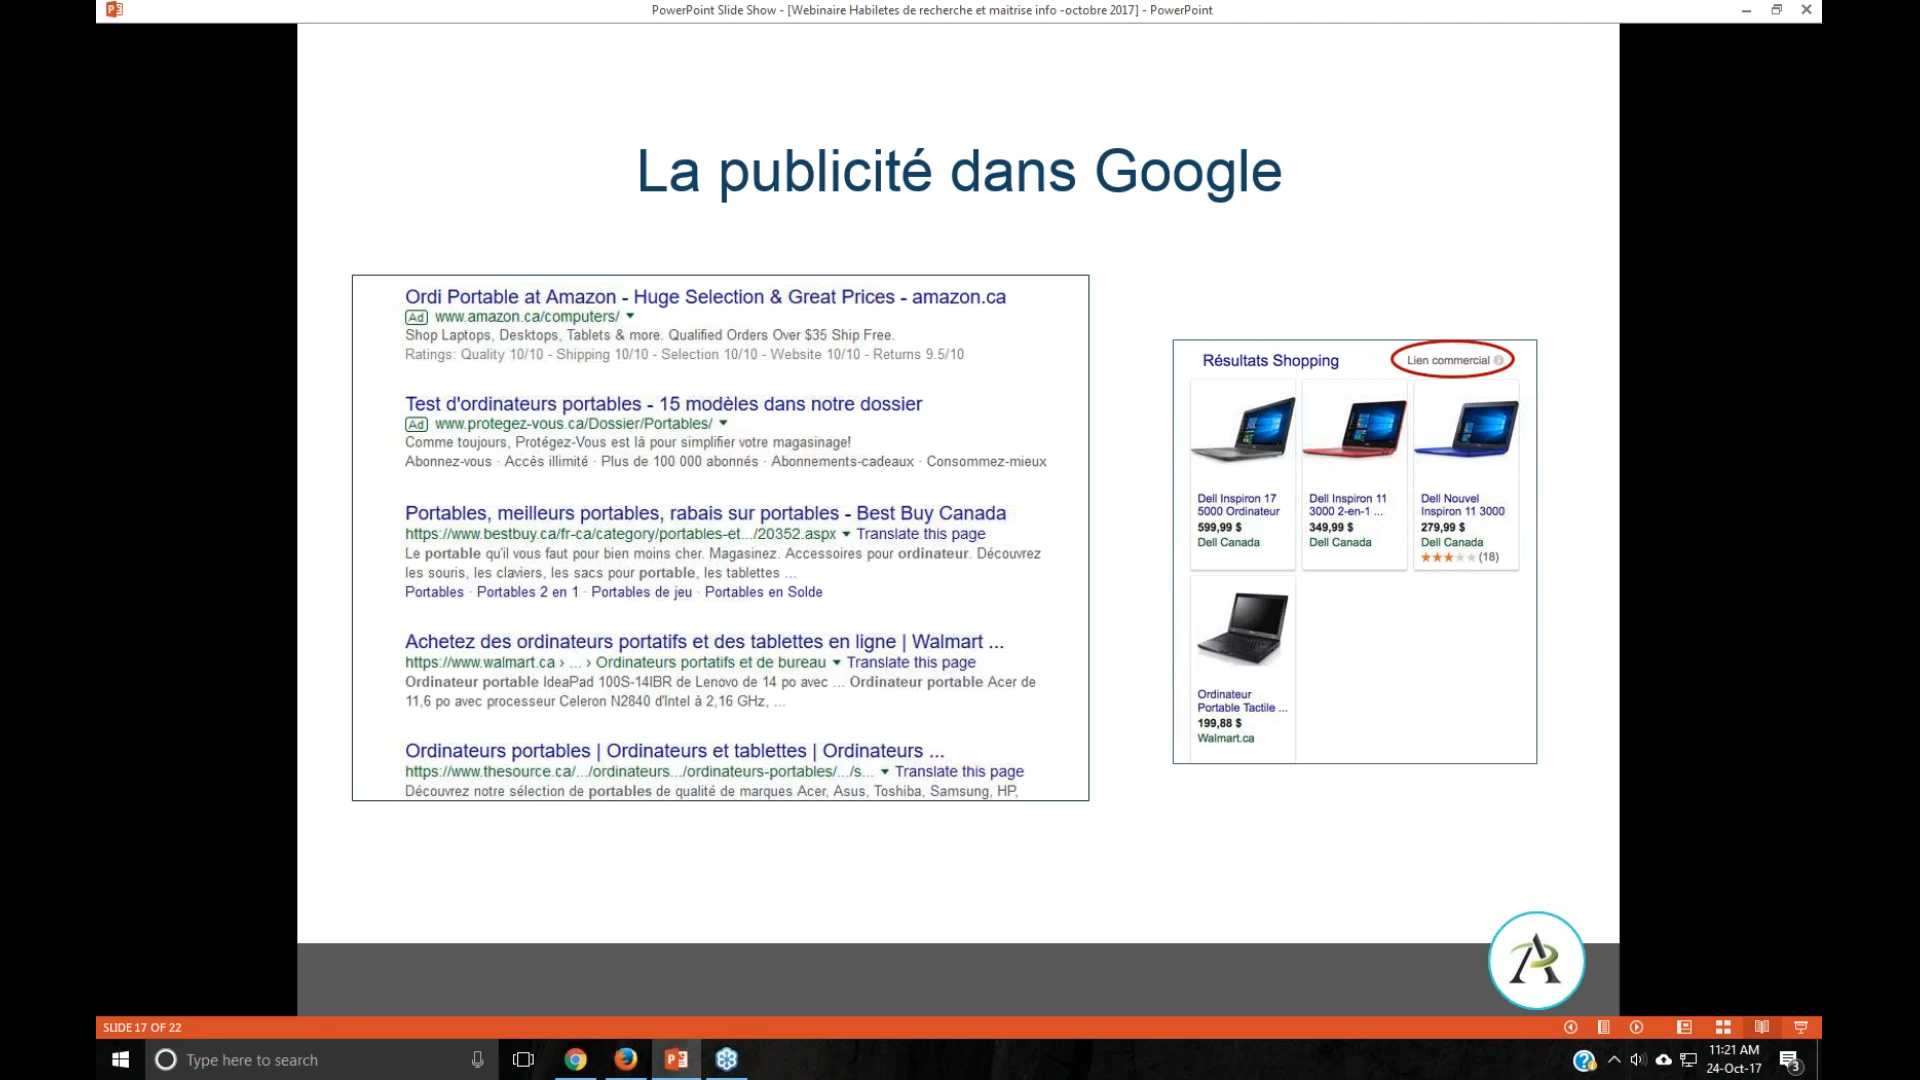 PowerPoint Slide Show - [Webinaire Habiletes de recherche et maitrise info -octobre 2017] - PowerPoint
La publicité dans Google
Ordi Portable at Amazon - Huge Selection & Great Prices - amazon.ca
Ad www.amazon.ca/computers/
Shop Laptops, Desktops, Tablets & more. Qualified Orders Over $35 Ship Free.
Ratings: Quality 10/10 - Shipping 10/10 - Selection 10/10 - Website 10/10 - Returns 9.5/10
Test d'ordinateurs portables - 15 modèles dans notre dossier
Ad www.protegez-vous.ca/Dossier/Portables/
Comme toujours, Protégez-Vous est là pour simplifier votre magasinage!
Abonnez-vous · Accès illimité · Plus de 100 000 abonnés · Abonnements-cadeaux · Consommez-mieux
Portables, meilleurs portables, rabais sur portables - Best Buy Canada
https://www.bestbuy.ca/fr-ca/category/portables-et.../20352.aspx Translate this page
Le portable qu'il vous faut pour bien moins cher. Magasinez. Accessoires pour ordinateur. Découvrez
les souris, les claviers, les sacs pour portable, les tablettes ...
Portables · Portables 2 en 1 · Portables de jeu · Portables en Solde
Achetez des ordinateurs portatifs et des tablettes en ligne | Walmart ...
https://www.walmart.ca › ... › Ordinateurs portatifs et de bureau Translate this page
Ordinateur portable IdeaPad 100S-14IBR de Lenovo de 14 po avec ... Ordinateur portable Acer de
11,6 po avec processeur Celeron N2840 d'Intel à 2,16 GHz, ...
Ordinateurs portables | Ordinateurs et tablettes | Ordinateurs ...
https://www.thesource.ca/.../ordinateurs.../ordinateurs-portables/.../s... Translate this page
Découvrez notre sélection de portables de qualité de marques Acer, Asus, Toshiba, Samsung, HP,
Résultats Shopping
Lien commercial
Dell Inspiron 17
5000 Ordinateur
599,99 $
Dell Canada
Dell Inspiron 11
3000 2-en-1 ...
349,99 $
Dell Canada
Dell Nouvel
Inspiron 11 3000
279,99 $
Dell Canada
(18)
Ordinateur
Portable Tactile ...
199,88 $
Walmart.ca
SLIDE 17 OF 22
Type here to search
11:21 AM
24-Oct-17
3